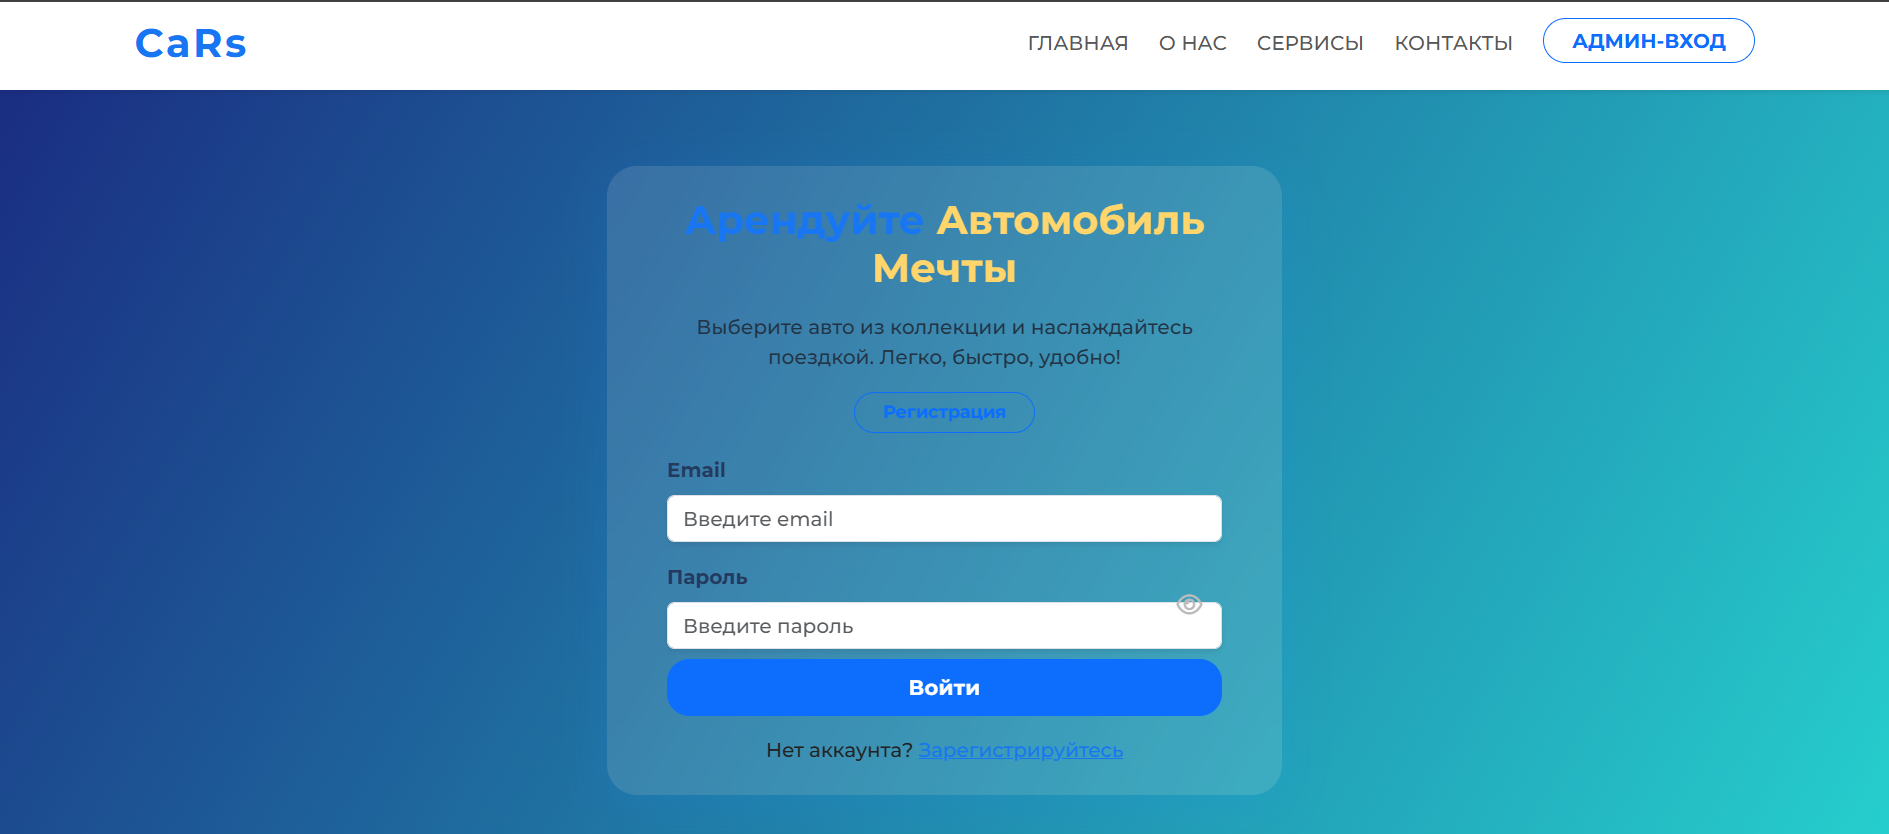 CaRs
ГЛАВНАЯ О НАС СЕРВИСЫ КОНТАКТЫ АДМИН-ВХОД
Арендуйте Автомобиль
Мечты
Выберите авто из коллекции и наслаждайтесь
поездкой. Легко, быстро, удобно!
Регистрация
Email
Введите email
Пароль
Введите пароль
Войти
Нет аккаунта? Зарегистрируйтесь